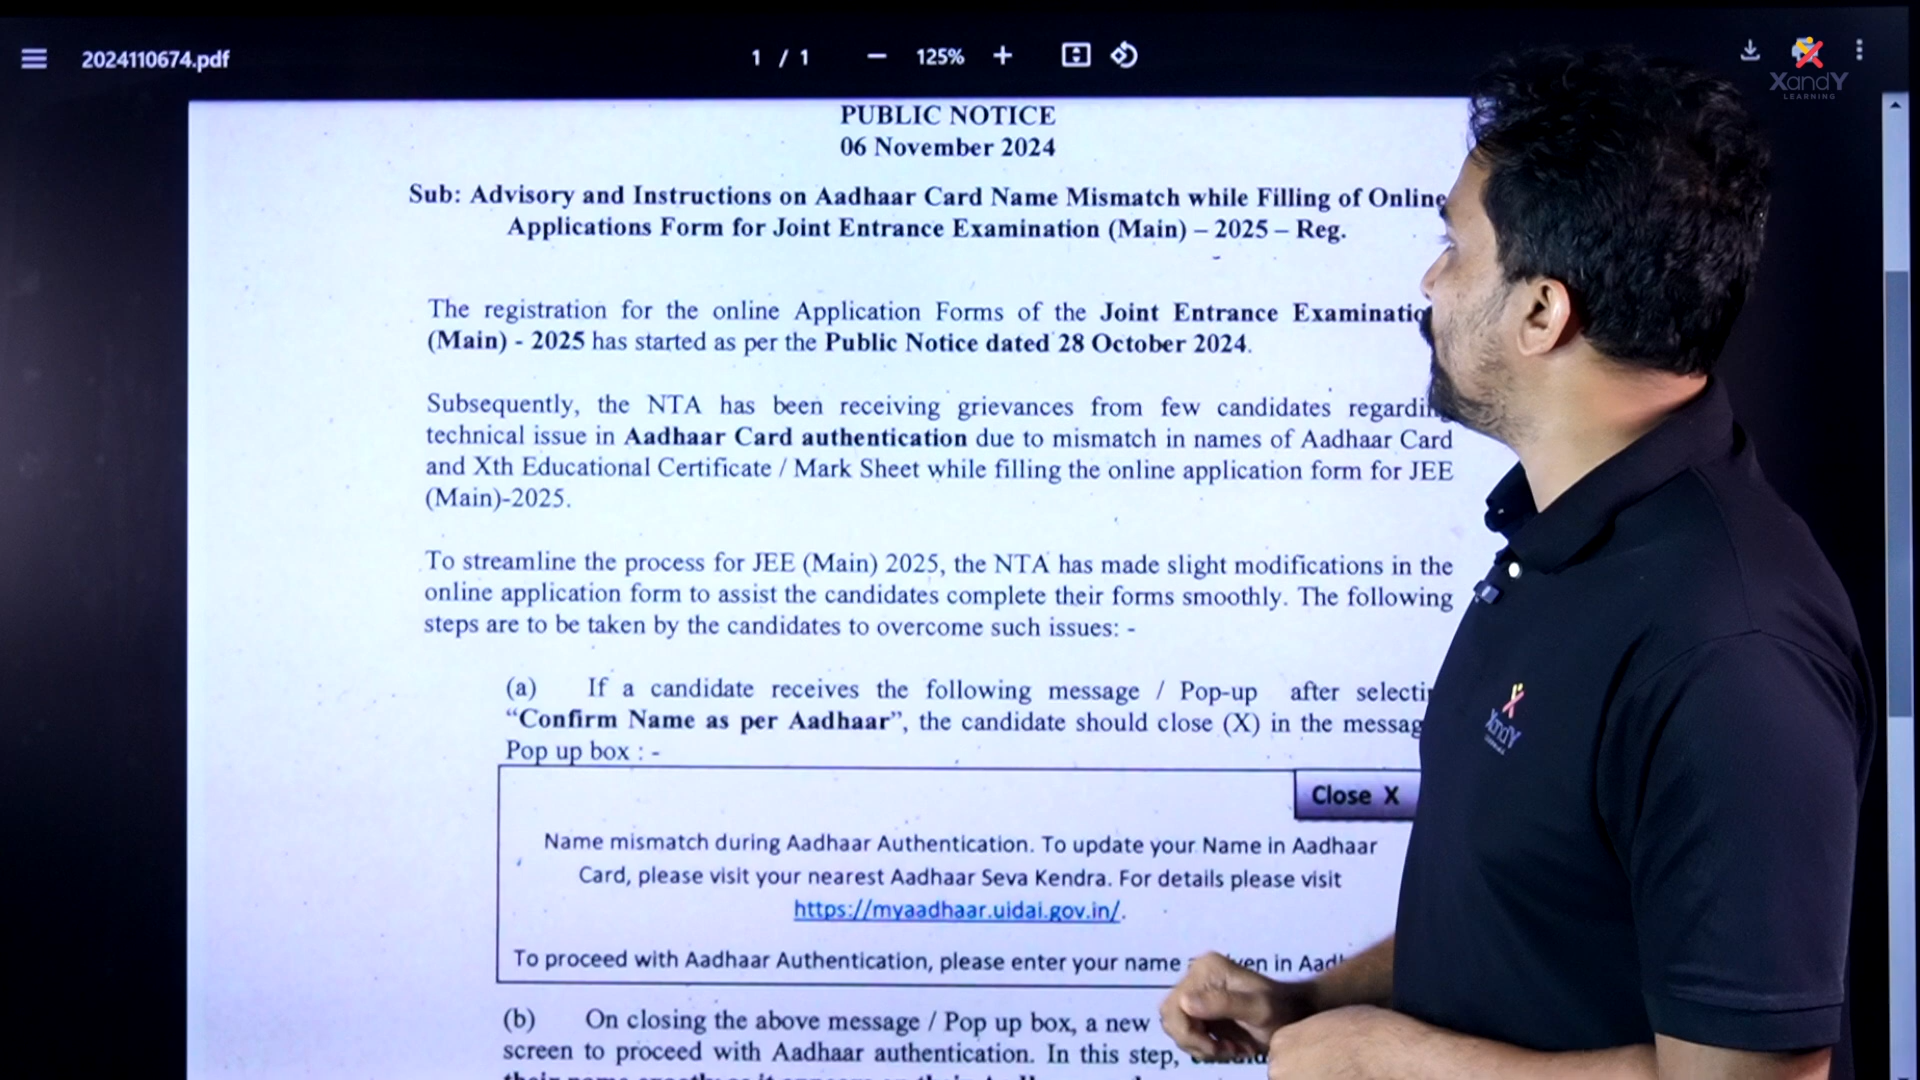 2024110674.pdf
1 / 1
125%
XandY
LEARNING
PUBLIC NOTICE
06 November 2024
Sub: Advisory and Instructions on Aadhaar Card Name Mismatch while Filling of Online
Applications Form for Joint Entrance Examination (Main) – 2025 – Reg.
The registration for the online Application Forms of the Joint Entrance
(Main) - 2025 has started as per the Public Notice dated 28 October 2024.
Subsequently, the NTA has been receiving grievances from few candidates
technical issue in Aadhaar Card authentication due to mismatch in names of Aadhaar Card
and Xth Educational Certificate / Mark Sheet while filling the online application form for JEE
(Main)-2025.
To streamline the process for JEE (Main) 2025, the NTA has made slight modifications in the
online application form to assist the candidates complete their forms smoothly. The following
steps are to be taken by the candidates to overcome such issues: -
(a) If a candidate receives the following message / Pop-up after
“Confirm Name as per Aadhaar”, the candidate should close (X) in the
Pop up box : -
Close X
Name mismatch during Aadhaar Authentication. To update your Name in Aadhaar
Card, please visit your nearest Aadhaar Seva Kendra. For details please visit
https://myaadhaar.uidai.gov.in/.
To proceed with Aadhaar Authentication, please enter your name in
(b) On closing the above message / Pop up box, a new
screen to proceed with Aadhaar authentication. In this step,
XandY